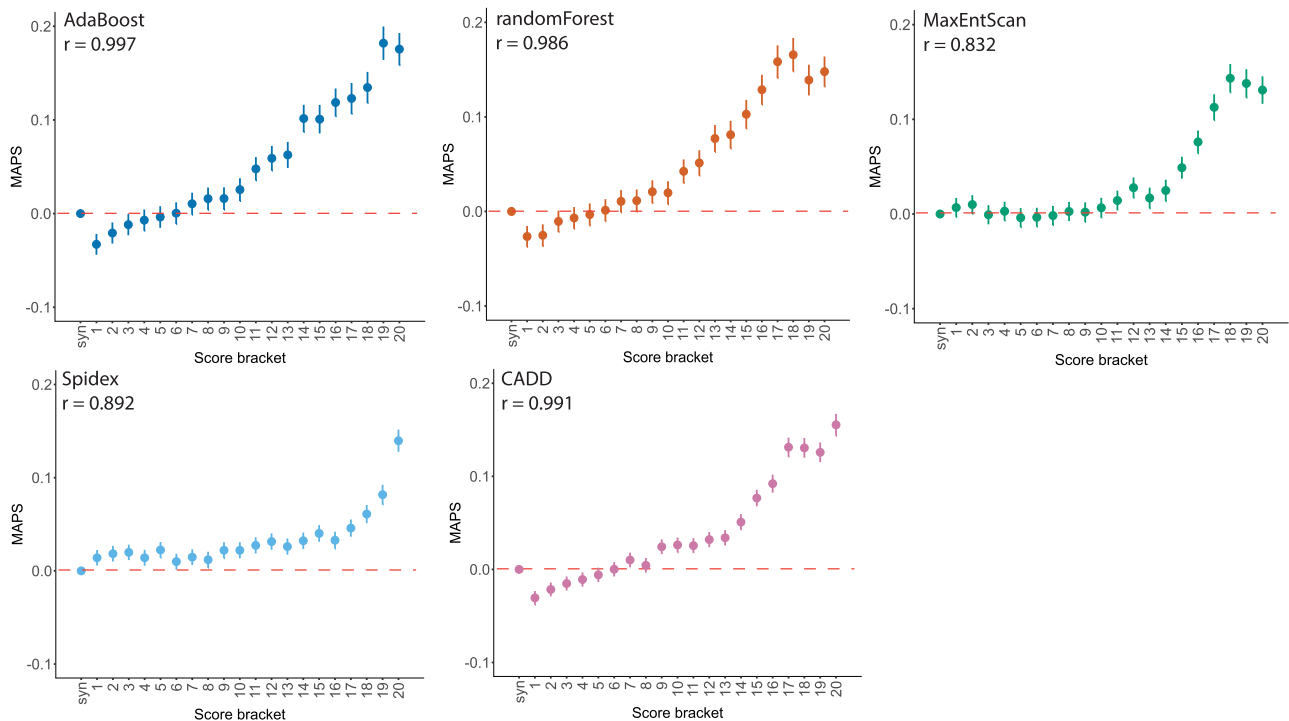 AdaBoost
r = 0.997
0.2
0.1
0.0
-0.1
MAPS
syn 1 2 3 4 5 6 7 8 9 10 11 12 13 14 15 16 17 18 19 20
Score bracket
randomForest
r = 0.986
0.2
0.1
0.0
-0.1
MAPS
syn 1 2 3 4 5 6 7 8 9 10 11 12 13 14 15 16 17 18 19 20
Score bracket
MaxEntScan
r = 0.832
0.2
0.1
0.0
-0.1
MAPS
syn 1 2 3 4 5 6 7 8 9 10 11 12 13 14 15 16 17 18 19 20
Score bracket
Spidex
r = 0.892
0.2
0.1
0.0
-0.1
MAPS
syn 1 2 3 4 5 6 7 8 9 10 11 12 13 14 15 16 17 18 19 20
Score bracket
CADD
r = 0.991
0.2
0.1
0.0
-0.1
MAPS
syn 1 2 3 4 5 6 7 8 9 10 11 12 13 14 15 16 17 18 19 20
Score bracket